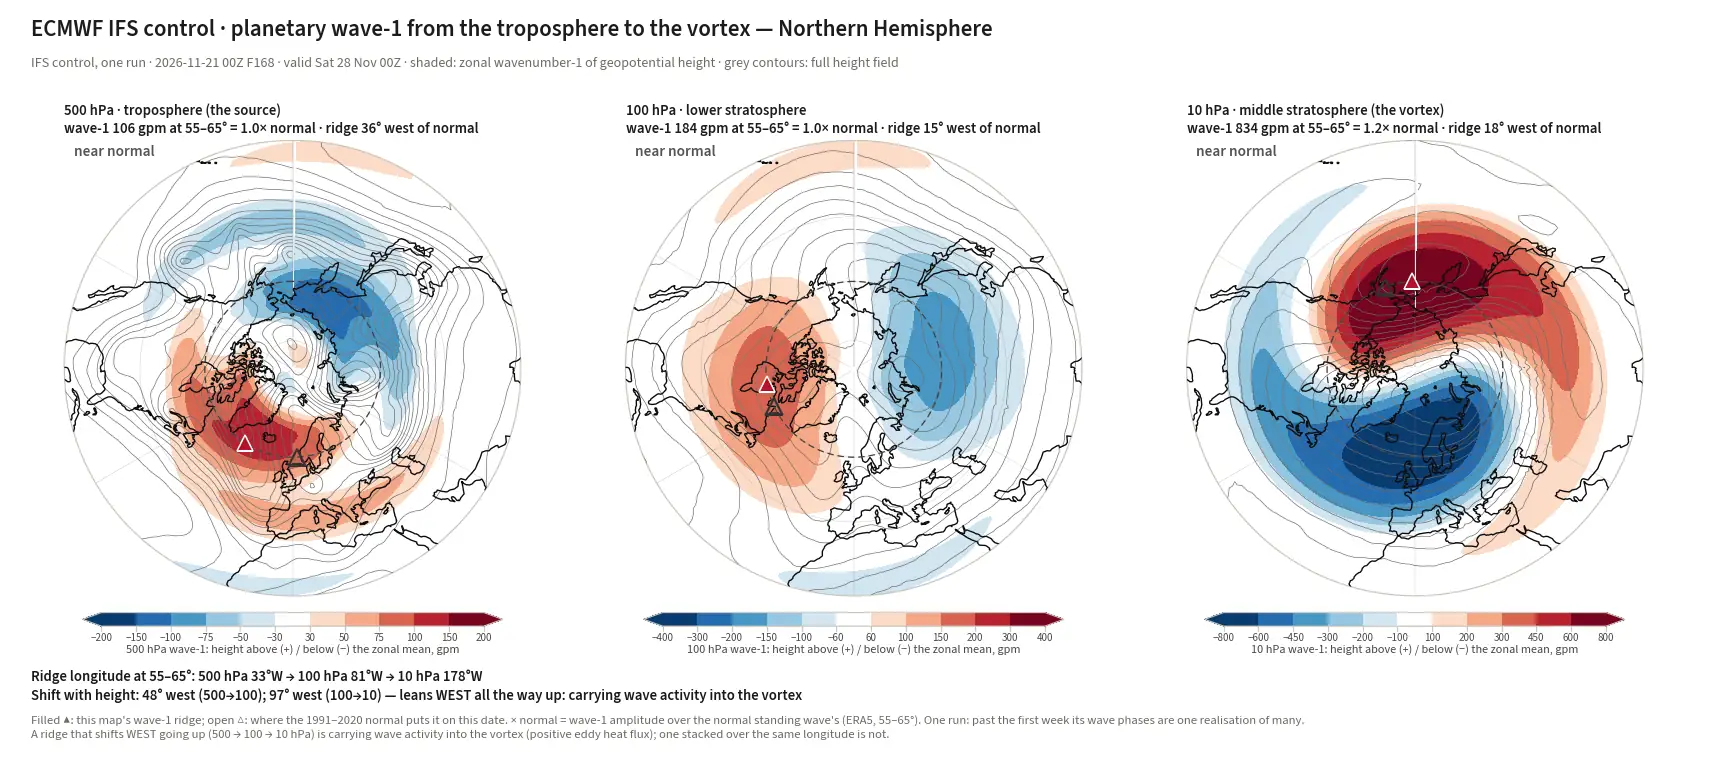 ECMWF IFS control · planetary wave-1 from the troposphere to the vortex — Northern Hemisphere
IFS control, one run · 2026-11-21 00Z F168 · valid Sat 28 Nov 00Z · shaded: zonal wavenumber-1 of geopotential height · grey contours: full height field
500 hPa · troposphere (the source)
wave-1 106 gpm at 55–65° = 1.0× normal · ridge 36° west of normal
near normal
100 hPa · lower stratosphere
wave-1 184 gpm at 55–65° = 1.0× normal · ridge 15° west of normal
near normal
10 hPa · middle stratosphere (the vortex)
wave-1 834 gpm at 55–65° = 1.2× normal · ridge 18° west of normal
near normal
−200 −150 −100 −75 −50 −30 30 50 75 100 150 200
500 hPa wave-1: height above (+) / below (−) the zonal mean, gpm
−400 −300 −200 −150 −100 −60 60 100 150 200 300 400
100 hPa wave-1: height above (+) / below (−) the zonal mean, gpm
−800 −600 −450 −300 −200 −100 100 200 300 450 600 800
10 hPa wave-1: height above (+) / below (−) the zonal mean, gpm
Ridge longitude at 55–65°: 500 hPa 33°W → 100 hPa 81°W → 10 hPa 178°W
Shift with height: 48° west (500→100); 97° west (100→10) — leans WEST all the way up: carrying wave activity into the vortex
Filled ▲: this map's wave-1 ridge; open △: where the 1991–2020 normal puts it on this date. × normal = wave-1 amplitude over the normal standing wave's (ERA5, 55–65°). One run: past the first week its wave phases are one realisation of many.
A ridge that shifts WEST going up (500 → 100 → 10 hPa) is carrying wave activity into the vortex (positive eddy heat flux); one stacked over the same longitude is not.